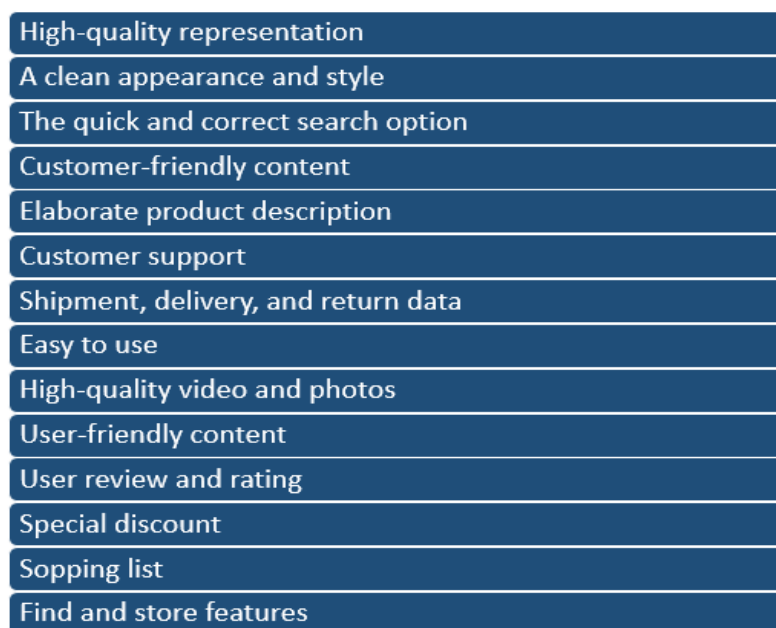 High-quality representation
A clean appearance and style
The quick and correct search option
Customer-friendly content
Elaborate product description
Customer support
Shipment, delivery, and return data
Easy to use
High-quality video and photos
User-friendly content
User review and rating
Special discount
Sopping list
Find and store features